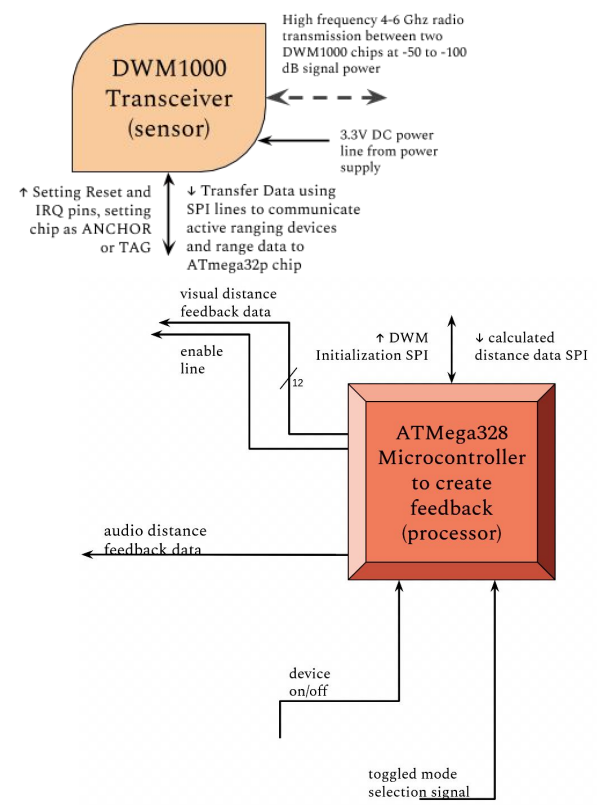 High frequency 4-6 Ghz radio
transmission between two
DWM1000 chips at -50 to -100
dB signal power
DWM1000
Transceiver
(sensor)
3.3V DC power
line from power
supply
↑ Setting Reset and
IRQ pins, setting
chip as ANCHOR
or TAG
↓ Transfer Data using
SPI lines to communicate
active ranging devices
and range data to
ATmega32p chip
visual distance
feedback data
enable
line
12
↑ DWM
Initialization SPI
↓ calculated
distance data SPI
ATMega328
Microcontroller
to create
feedback
(processor)
audio distance
feedback data
device
on/off
toggled mode
selection signal